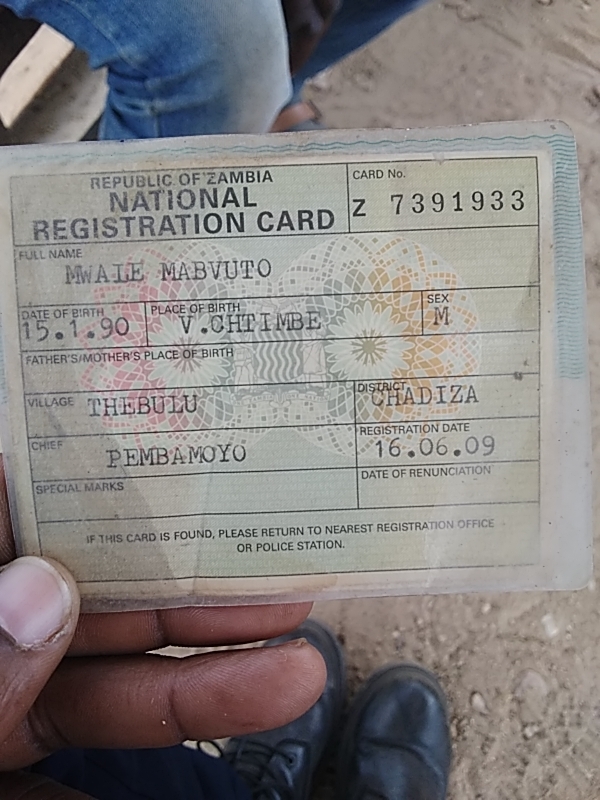 REPUBLIC OF ZAMBIA
NATIONAL
REGISTRATION CARD
CARD No.
Z 7391933
FULL NAME
MWALE MABVUTO
DATE OF BIRTH
15.1.90
PLACE OF BIRTH
V.CHTIMBE
SEX
M
FATHER'S/MOTHER'S PLACE OF BIRTH
VILLAGE THEBULU
DISTRICT
CHADIZA
CHIEF
PEMBAMOYO
REGISTRATION DATE
16.06.09
SPECIAL MARKS
DATE OF RENUNCIATION
IF THIS CARD IS FOUND, PLEASE RETURN TO NEAREST REGISTRATION OFFICE
OR POLICE STATION.